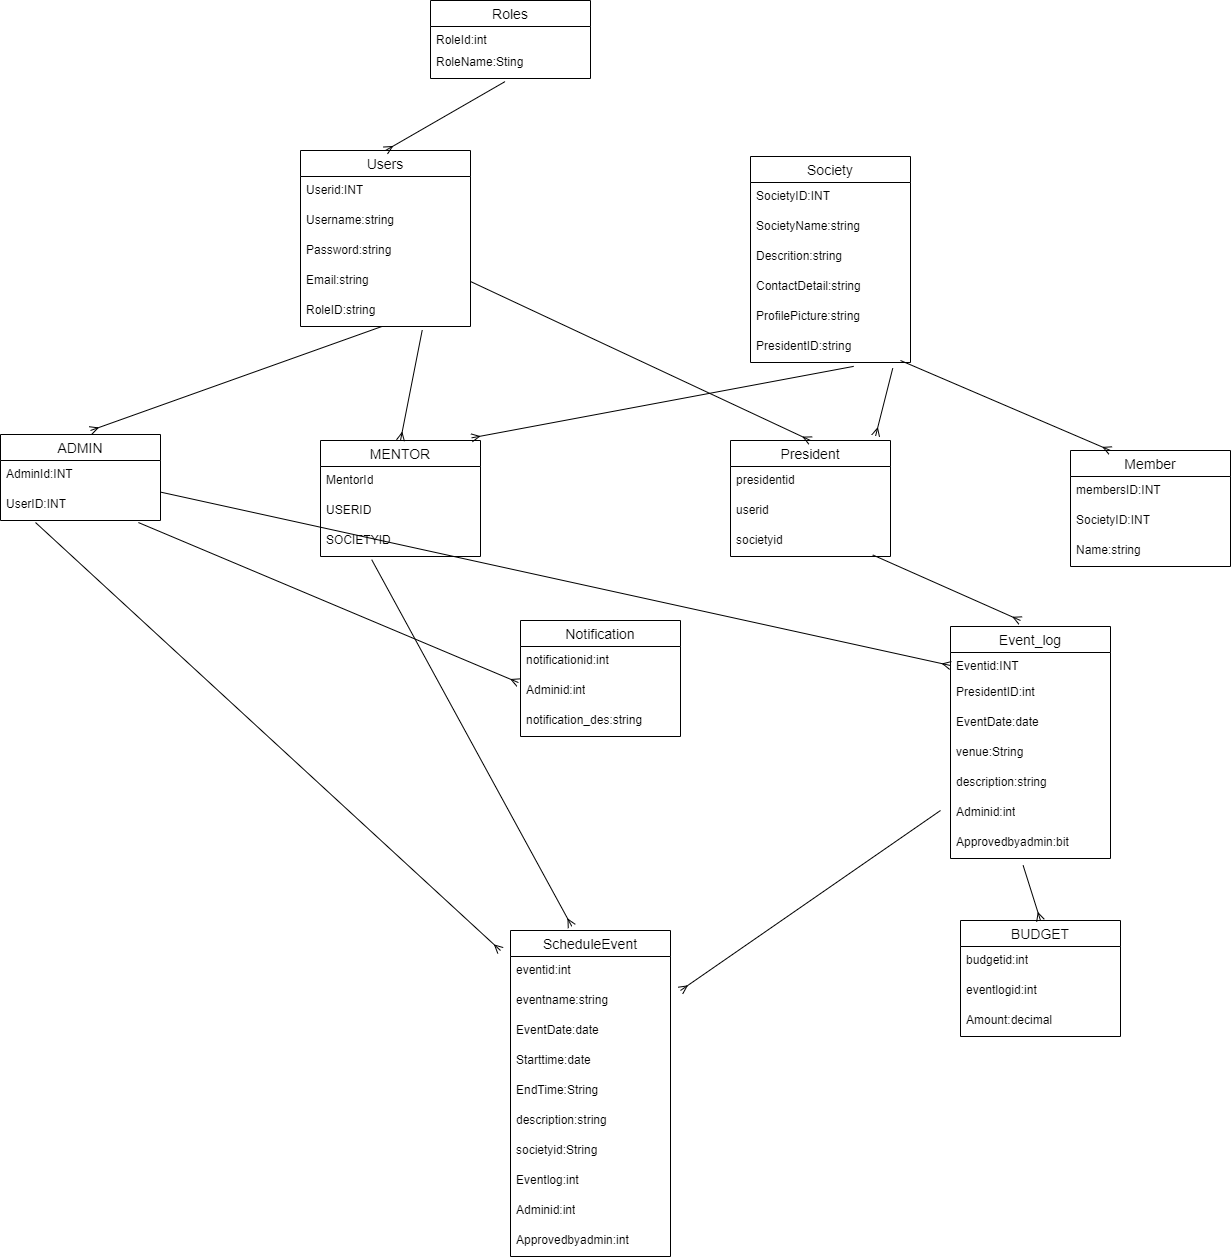 Roles
RoleId:int
RoleName:Sting
Users
Userid:INT
Username:string
Password:string
Email:string
RoleID:string
Society
SocietyID:INT
SocietyName:string
Descrition:string
ContactDetail:string
ProfilePicture:string
PresidentID:string
ADMIN
AdminId:INT
UserID:INT
MENTOR
MentorId
USERID
SOCIETYID
President
presidentid
userid
societyid
Member
membersID:INT
SocietyID:INT
Name:string
Notification
notificationid:int
Adminid:int
notification_des:string
Event_log
Eventid:INT
PresidentID:int
EventDate:date
venue:String
description:string
Adminid:int
Approvedbyadmin:bit
ScheduleEvent
eventid:int
eventname:string
EventDate:date
Starttime:date
EndTime:String
description:string
societyid:String
Eventlog:int
Adminid:int
Approvedbyadmin:int
BUDGET
budgetid:int
eventlogid:int
Amount:decimal